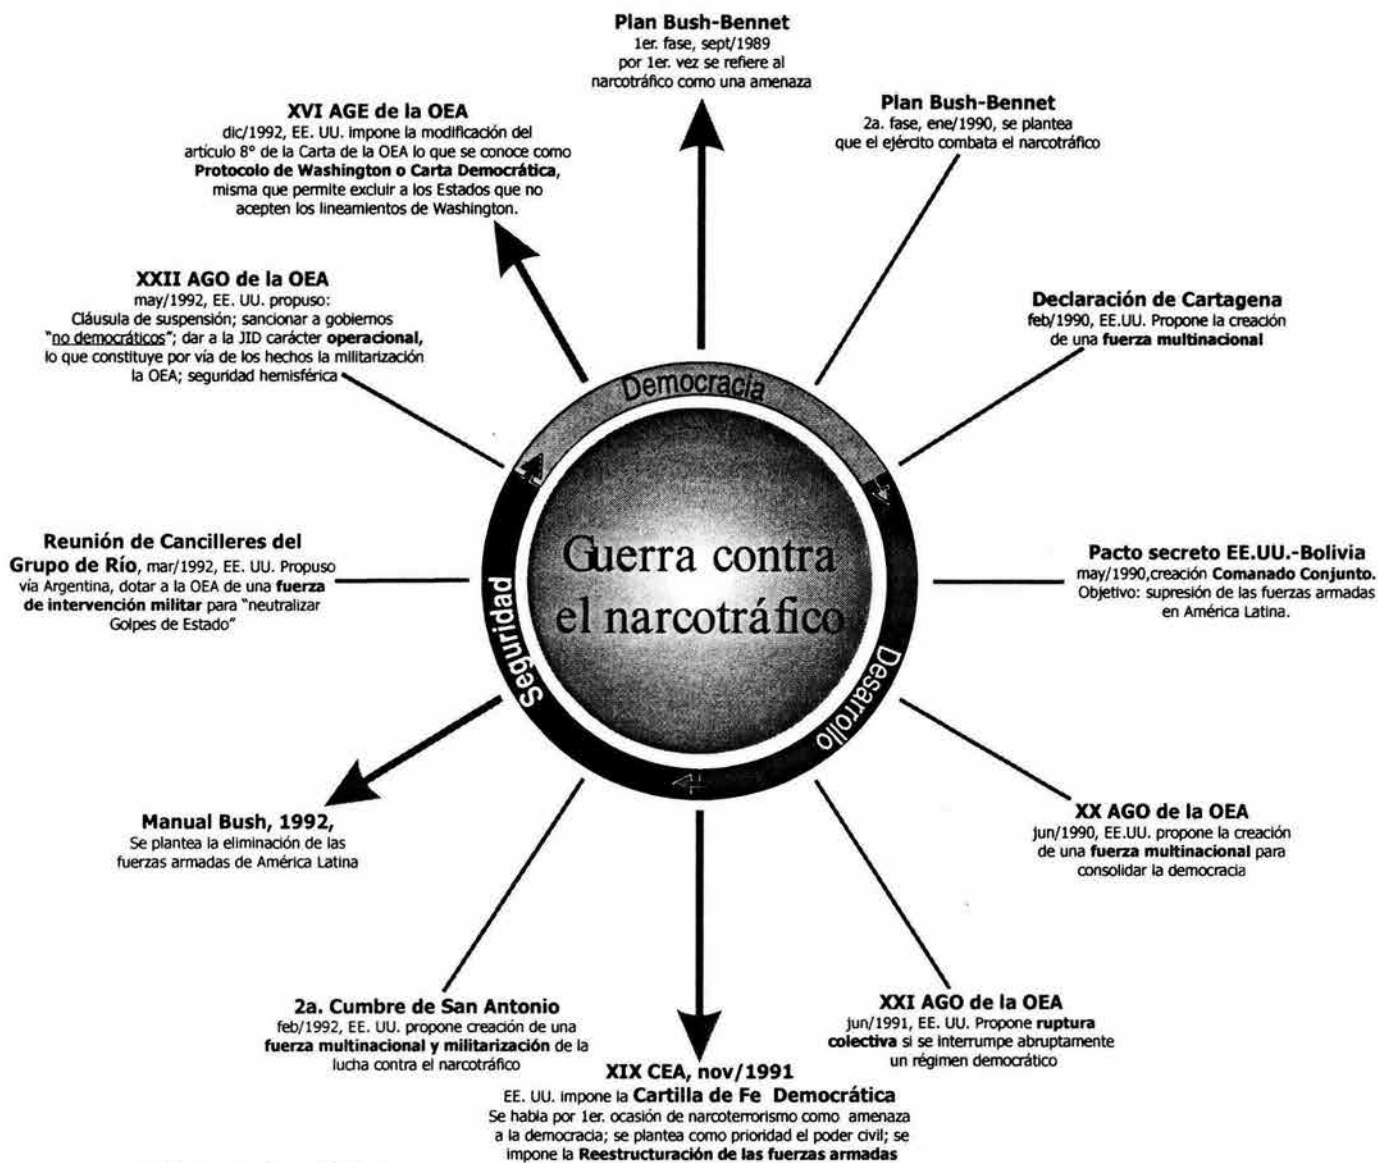 Plan Bush-Bennet
1er. fase, sept/1989
por 1er. vez se refiere al
narcotráfico como una amenaza
Plan Bush-Bennet
2a. fase, ene/1990, se plantea
que el ejército combata el narcotráfico
Declaración de Cartagena
feb/1990, EE.UU. Propone la creación
de una fuerza multinacional
Pacto secreto EE.UU.-Bolivia
may/1990,creación Comanado Conjunto.
Objetivo: supresión de las fuerzas armadas
en América Latina.
XX AGO de la OEA
jun/1990, EE.UU. propone la creación
de una fuerza multinacional para
consolidar la democracia
XXI AGO de la OEA
jun/1991, EE. UU. Propone ruptura
colectiva si se interrumpe abruptamente
un régimen democrático
XIX CEA, nov/1991
EE. UU. impone la Cartilla de Fe Democrática
Se habla por 1er. ocasión de narcoterrorismo como amenaza
a la democracia; se plantea como prioridad el poder civil; se
impone la Reestructuración de las fuerzas armadas
2a. Cumbre de San Antonio
feb/1992, EE. UU. propone creación de una
fuerza multinacional y militarización de la
lucha contra el narcotráfico
Manual Bush, 1992,
Se plantea la eliminación de las
fuerzas armadas de América Latina
Reunión de Cancilleres del
Grupo de Río, mar/1992, EE. UU. Propuso
vía Argentina, dotar a la OEA de una fuerza
de intervención militar para "neutralizar
Golpes de Estado"
XXII AGO de la OEA
may/1992, EE. UU. propuso:
Cláusula de suspensión; sancionar a gobiernos
"no democráticos"; dar a la JID carácter operacional,
lo que constituye por vía de los hechos la militarización
la OEA; seguridad hemisférica
XVI AGE de la OEA
dic/1992, EE. UU. impone la modificación del
artículo 8° de la Carta de la OEA lo que se conoce como
Protocolo de Washington o Carta Democrática,
misma que permite excluir a los Estados que no
acepten los lineamientos de Washington.
Democracia
Desarrollo
Seguridad
Guerra contra
el narcotráfico